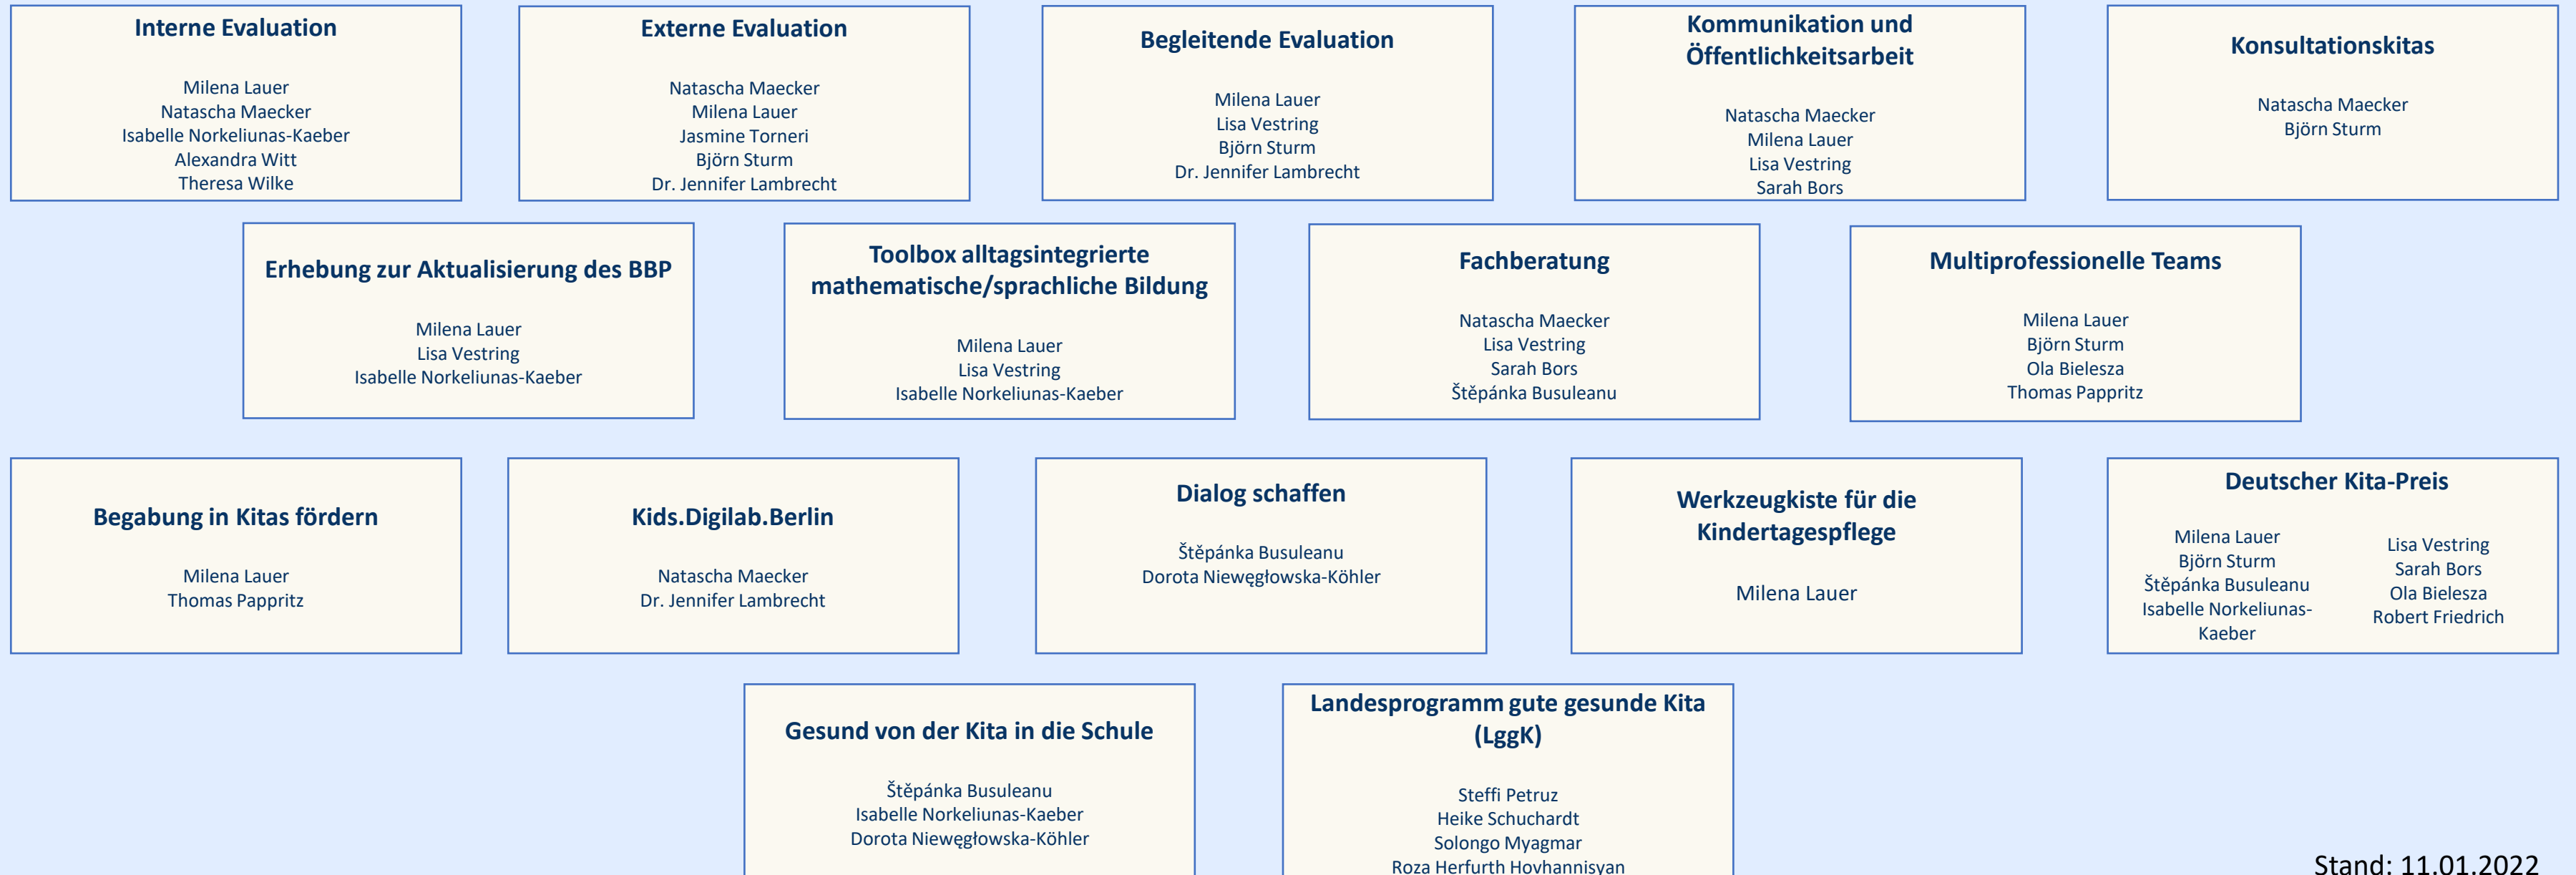 Interne Evaluation
Milena Lauer
Natascha Maecker
Isabelle Norkeliunas-Kaeber
Alexandra Witt
Theresa Wilke
Externe Evaluation
Natascha Maecker
Milena Lauer
Jasmine Torneri
Björn Sturm
Dr. Jennifer Lambrecht
Begleitende Evaluation
Milena Lauer
Lisa Vestring
Björn Sturm
Dr. Jennifer Lambrecht
Kommunikation und
Öffentlichkeitsarbeit
Natascha Maecker
Milena Lauer
Lisa Vestring
Sarah Bors
Konsultationskitas
Natascha Maecker
Björn Sturm
Erhebung zur Aktualisierung des BBP
Milena Lauer
Lisa Vestring
Isabelle Norkeliunas-Kaeber
Toolbox alltagsintegrierte
mathematische/sprachliche Bildung
Milena Lauer
Lisa Vestring
Isabelle Norkeliunas-Kaeber
Fachberatung
Natascha Maecker
Lisa Vestring
Sarah Bors
Štěpánka Busuleanu
Multiprofessionelle Teams
Milena Lauer
Björn Sturm
Ola Bielesza
Thomas Pappritz
Begabung in Kitas fördern
Milena Lauer
Thomas Pappritz
Kids.Digilab.Berlin
Natascha Maecker
Dr. Jennifer Lambrecht
Dialog schaffen
Štěpánka Busuleanu
Dorota Niewęgłowska-Köhler
Werkzeugkiste für die
Kindertagespflege
Milena Lauer
Deutscher Kita-Preis
Milena Lauer
Björn Sturm
Štěpánka Busuleanu
Isabelle Norkeliunas-
Kaeber
Lisa Vestring
Sarah Bors
Ola Bielesza
Robert Friedrich
Gesund von der Kita in die Schule
Štěpánka Busuleanu
Isabelle Norkeliunas-Kaeber
Dorota Niewęgłowska-Köhler
Landesprogramm gute gesunde Kita
(LggK)
Steffi Petruz
Heike Schuchardt
Solongo Myagmar
Roza Herfurth Hovhannisyan
Stand: 11.01.2022